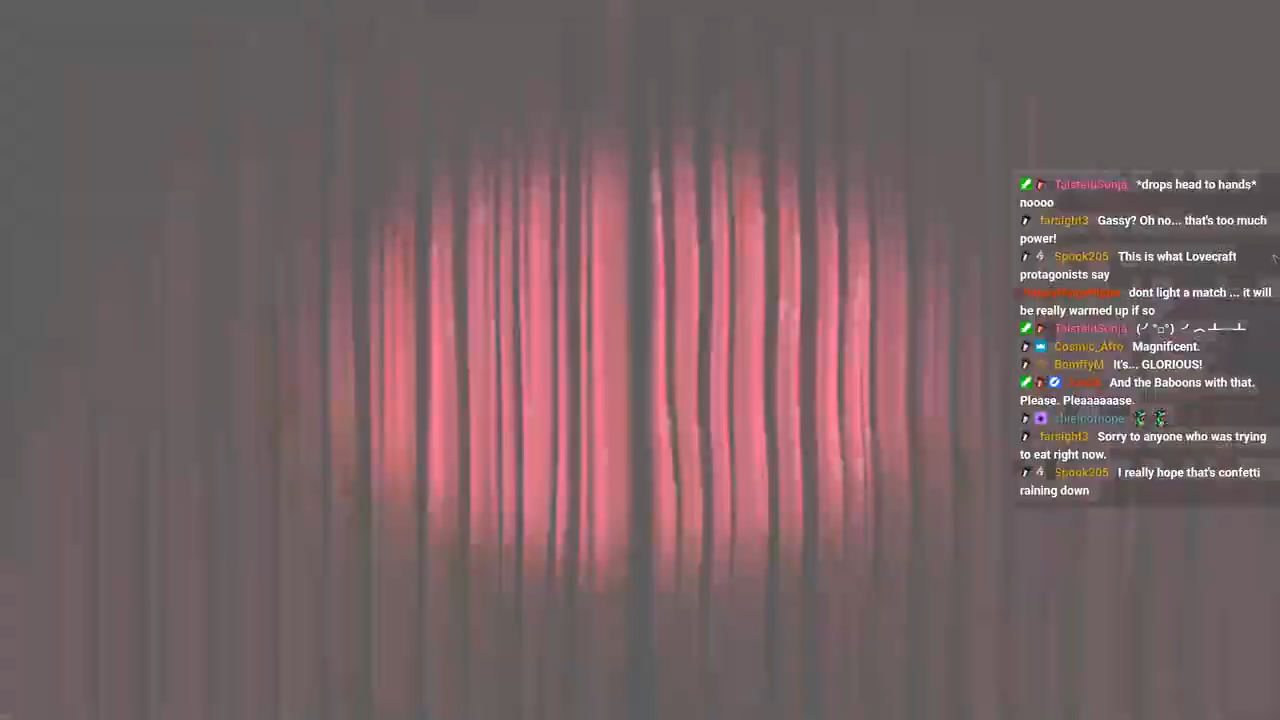 TaisteluSonja *drops head to hands*
noooo
farsight3 Gassy? Oh no... that's too much
power!
Spook205 This is what Lovecraft
protagonists say
dont light a match ... it will
be really warmed up if so
TaisteluSonja (╯°□°)╯︵ ┻━┻
Cosmic_Afro Magnificent.
BomffyM It's... GLORIOUS!
And the Baboons with that.
Please. Pleaaaaaase.
farsight3 Sorry to anyone who was trying
to eat right now.
Spook205 I really hope that's confetti
raining down